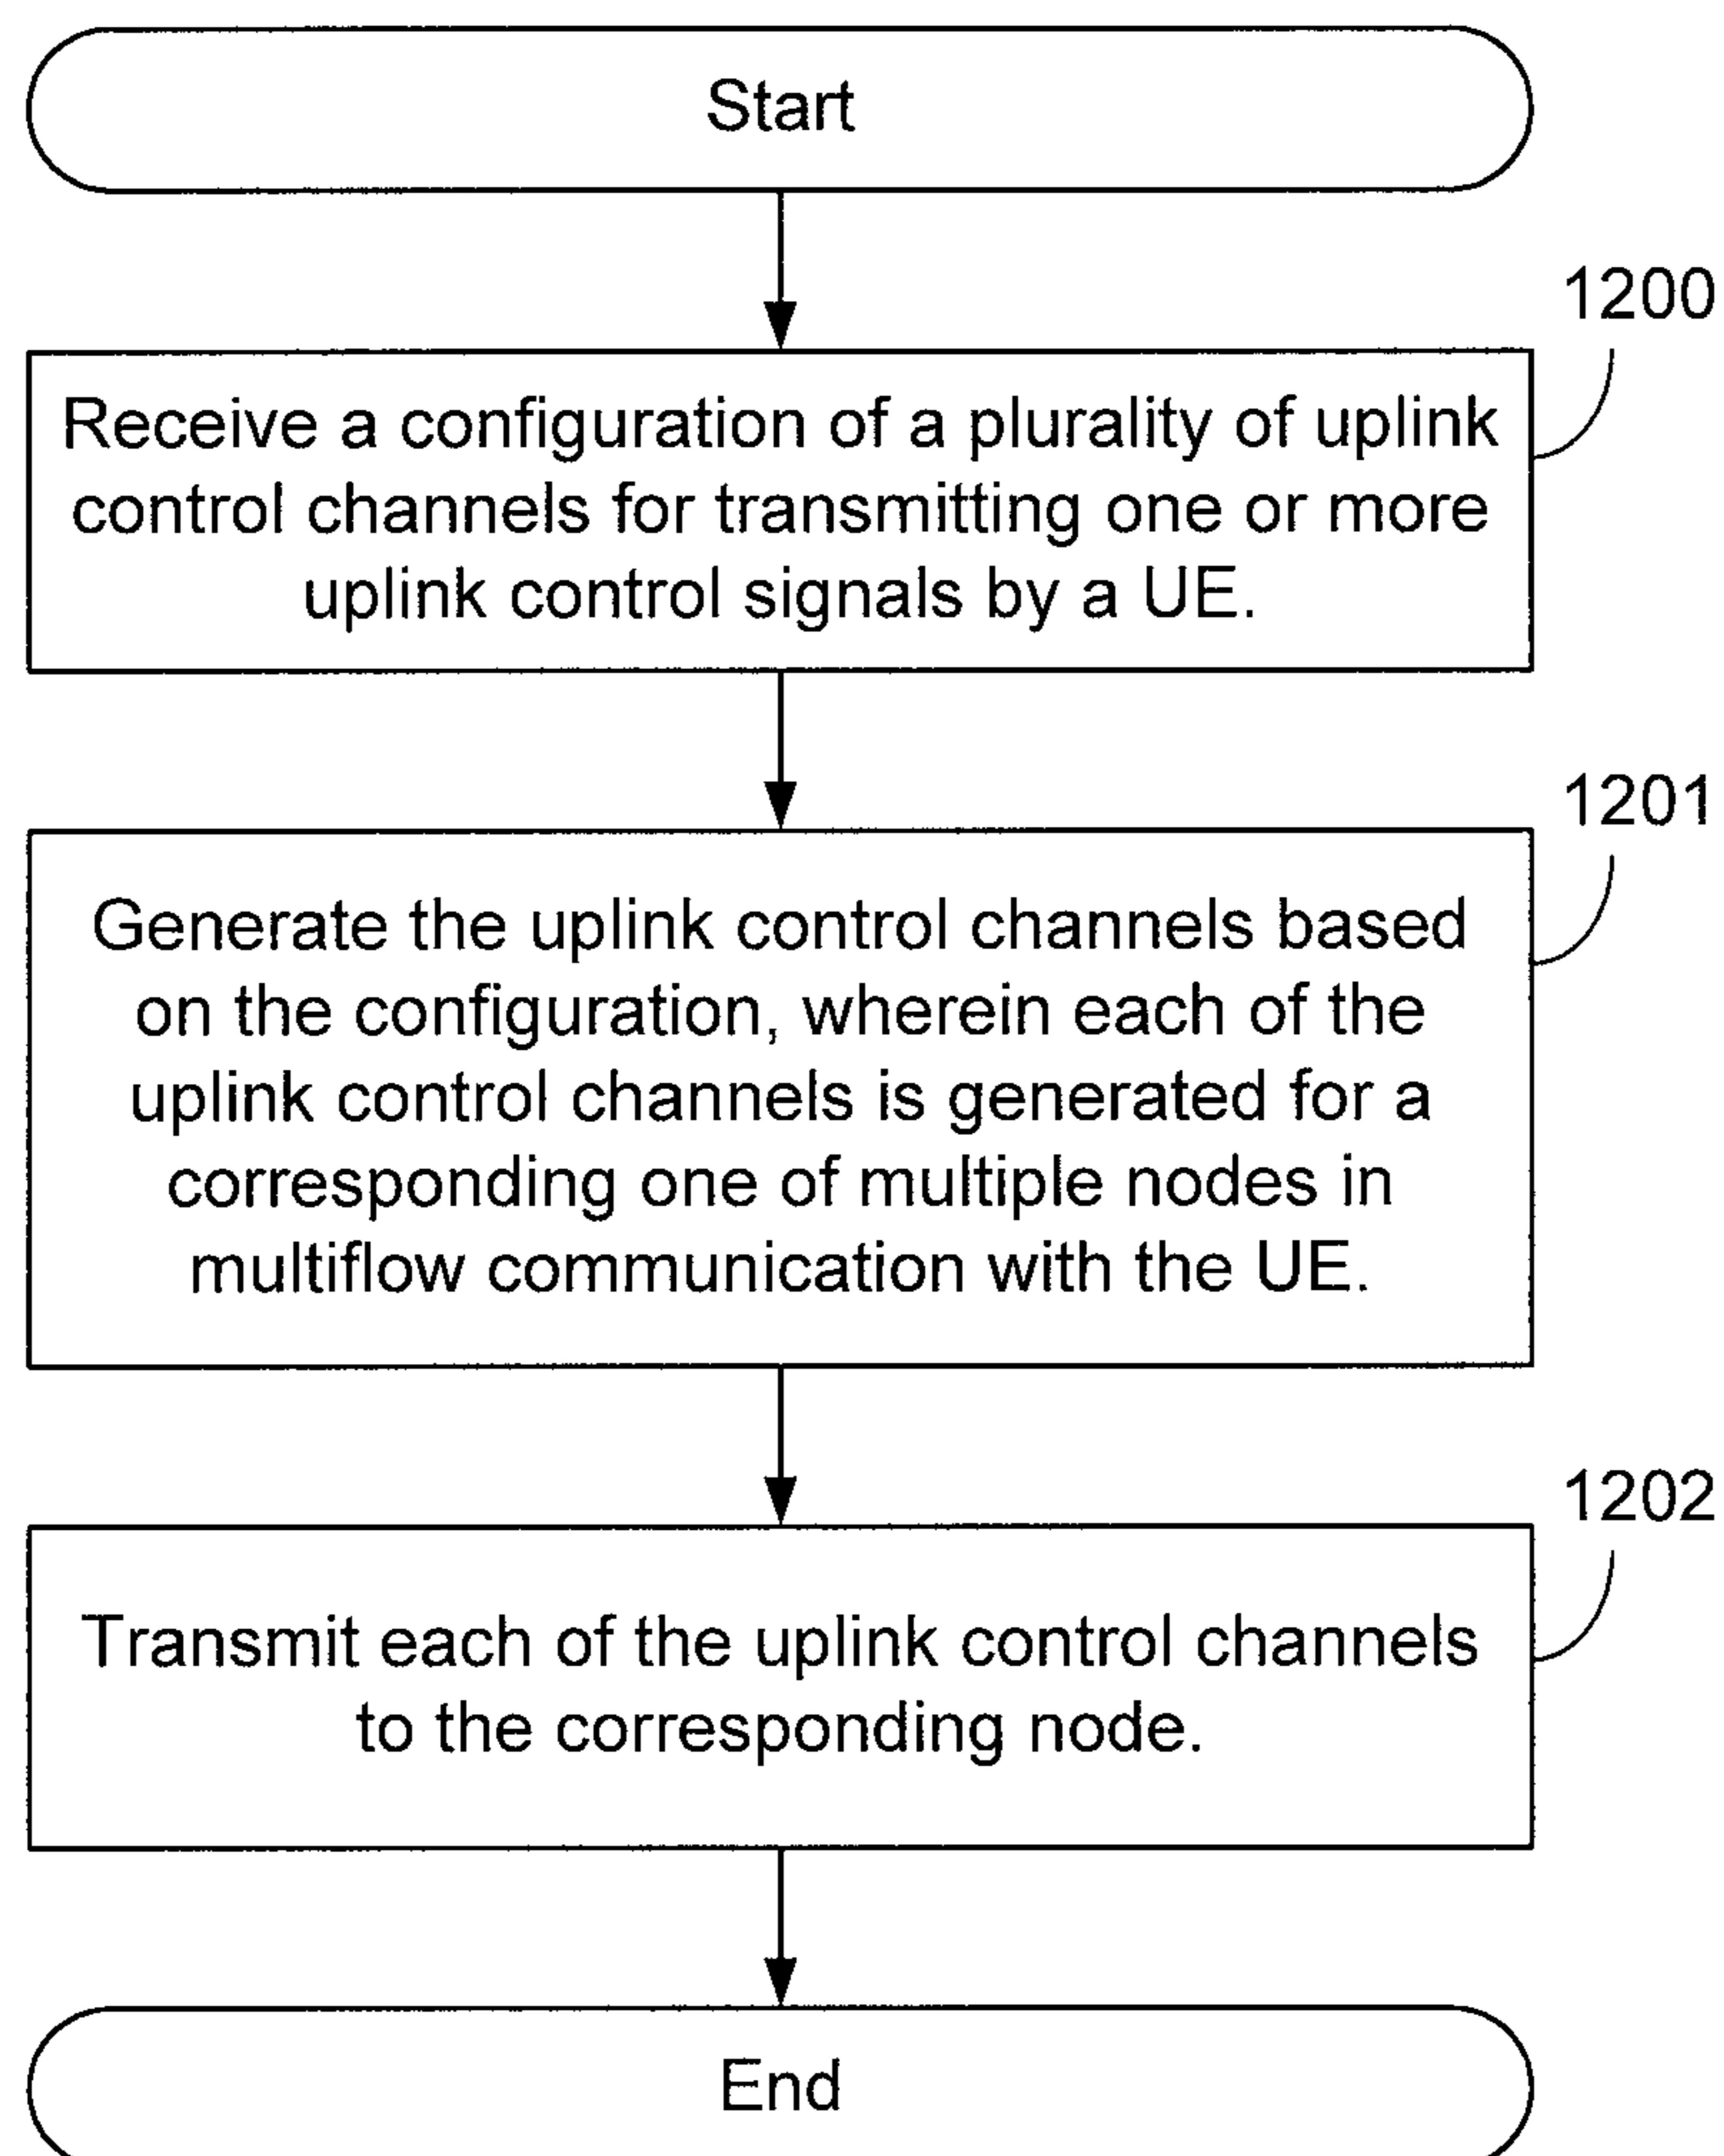 Start
1200
Receive a configuration of a plurality of uplink
control channels for transmitting one or more
uplink control signals by a UE.
1201
Generate the uplink control channels based
on the configuration, wherein each of the
uplink control channels is generated for a
corresponding one of multiple nodes in
multiflow communication with the UE.
1202
Transmit each of the uplink control channels
to the corresponding node.
End